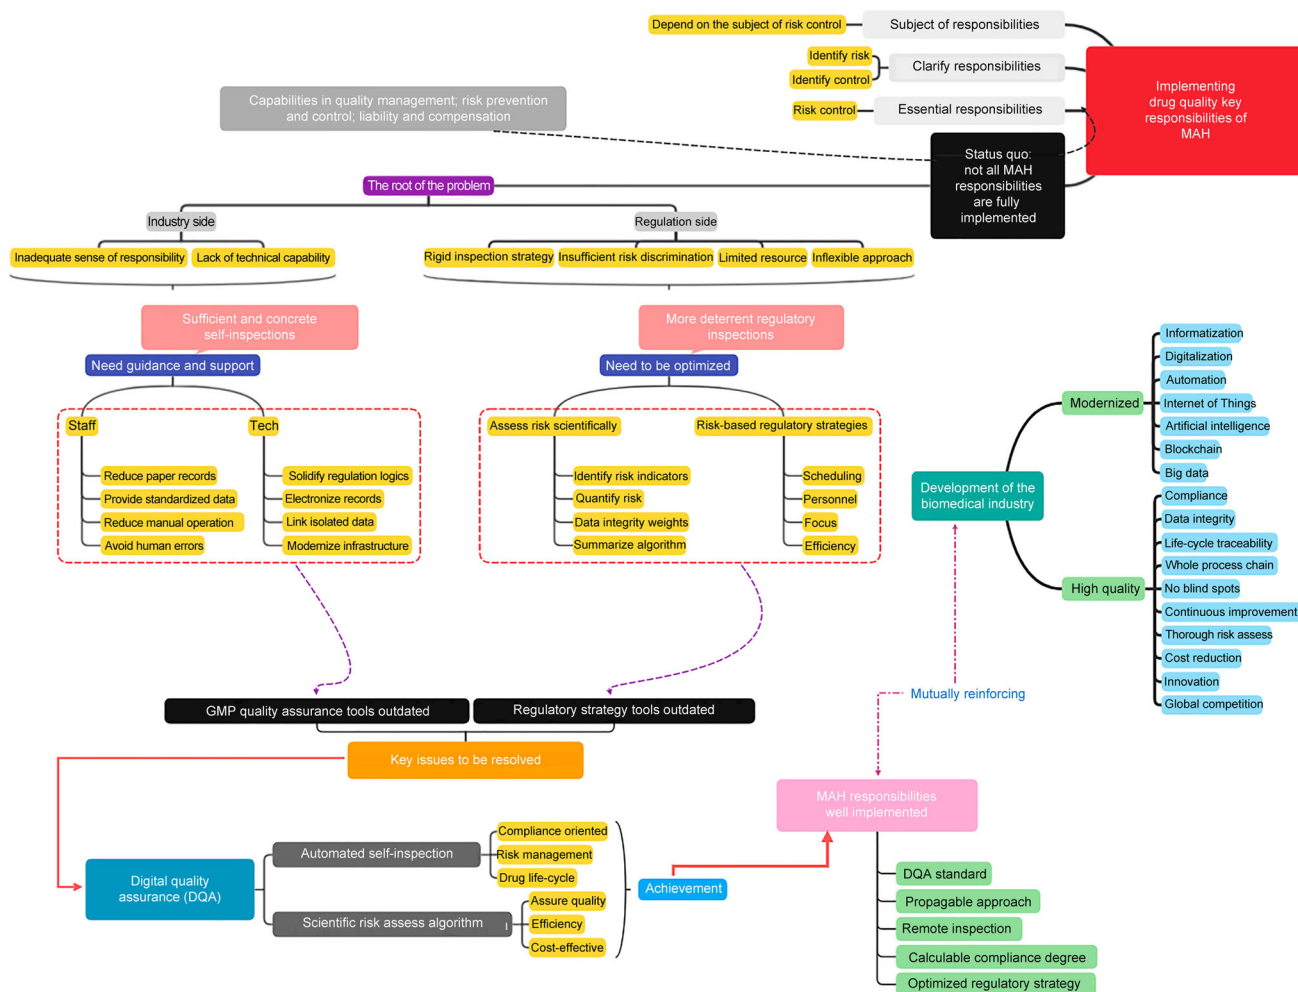 Depend on the subject of risk control
Subject of responsibilities
Identify risk
Identify control
Clarify responsibilities
Risk control
Essential responsibilities
Implementing
drug quality key
responsibilities of
MAH
Capabilities in quality management; risk prevention
and control; liability and compensation
Status quo:
not all MAH
responsibilities
are fully
implemented
The root of the problem
Industry side
Regulation side
Inadequate sense of responsibility
Lack of technical capability
Rigid inspection strategy
Insufficient risk discrimination
Limited resource
Inflexible approach
Sufficient and concrete
self-inspections
More deterrent regulatory
inspections
Need guidance and support
Need to be optimized
Staff
Reduce paper records
Provide standardized data
Reduce manual operation
Avoid human errors
Tech
Solidify regulation logics
Electronize records
Link isolated data
Modernize infrastructure
Assess risk scientifically
Identify risk indicators
Quantify risk
Data integrity weights
Summarize algorithm
Risk-based regulatory strategies
Scheduling
Personnel
Focus
Efficiency
Development of the
biomedical industry
Modernized
Informatization
Digitalization
Automation
Internet of Things
Artificial intelligence
Blockchain
Big data
High quality
Compliance
Data integrity
Life-cycle traceability
Whole process chain
No blind spots
Continuous improvement
Thorough risk assess
Cost reduction
Innovation
Global competition
Mutually reinforcing
GMP quality assurance tools outdated
Regulatory strategy tools outdated
Key issues to be resolved
Digital quality
assurance (DQA)
Automated self-inspection
Compliance oriented
Risk management
Drug life-cycle
Scientific risk assess algorithm
Assure quality
Efficiency
Cost-effective
Achievement
MAH responsibilities
well implemented
DQA standard
Propagable approach
Remote inspection
Calculable compliance degree
Optimized regulatory strategy